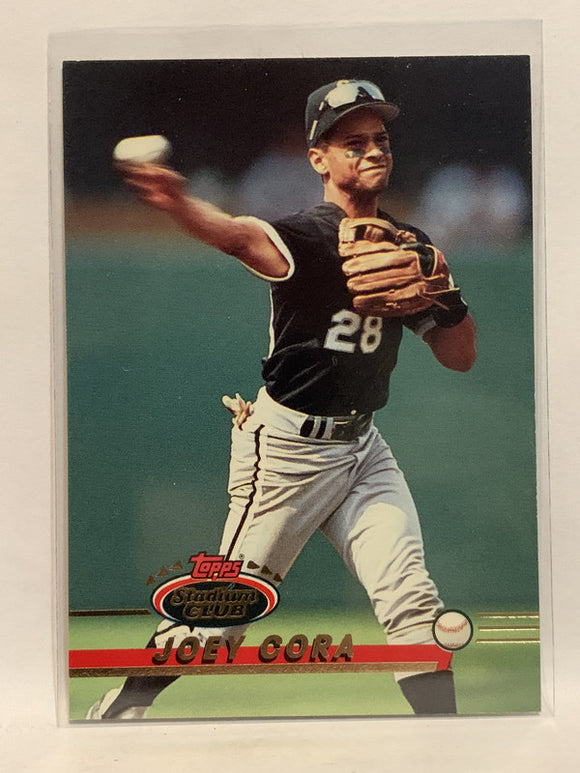 28
Topps
Stadium
CLUB
JOEY CORA